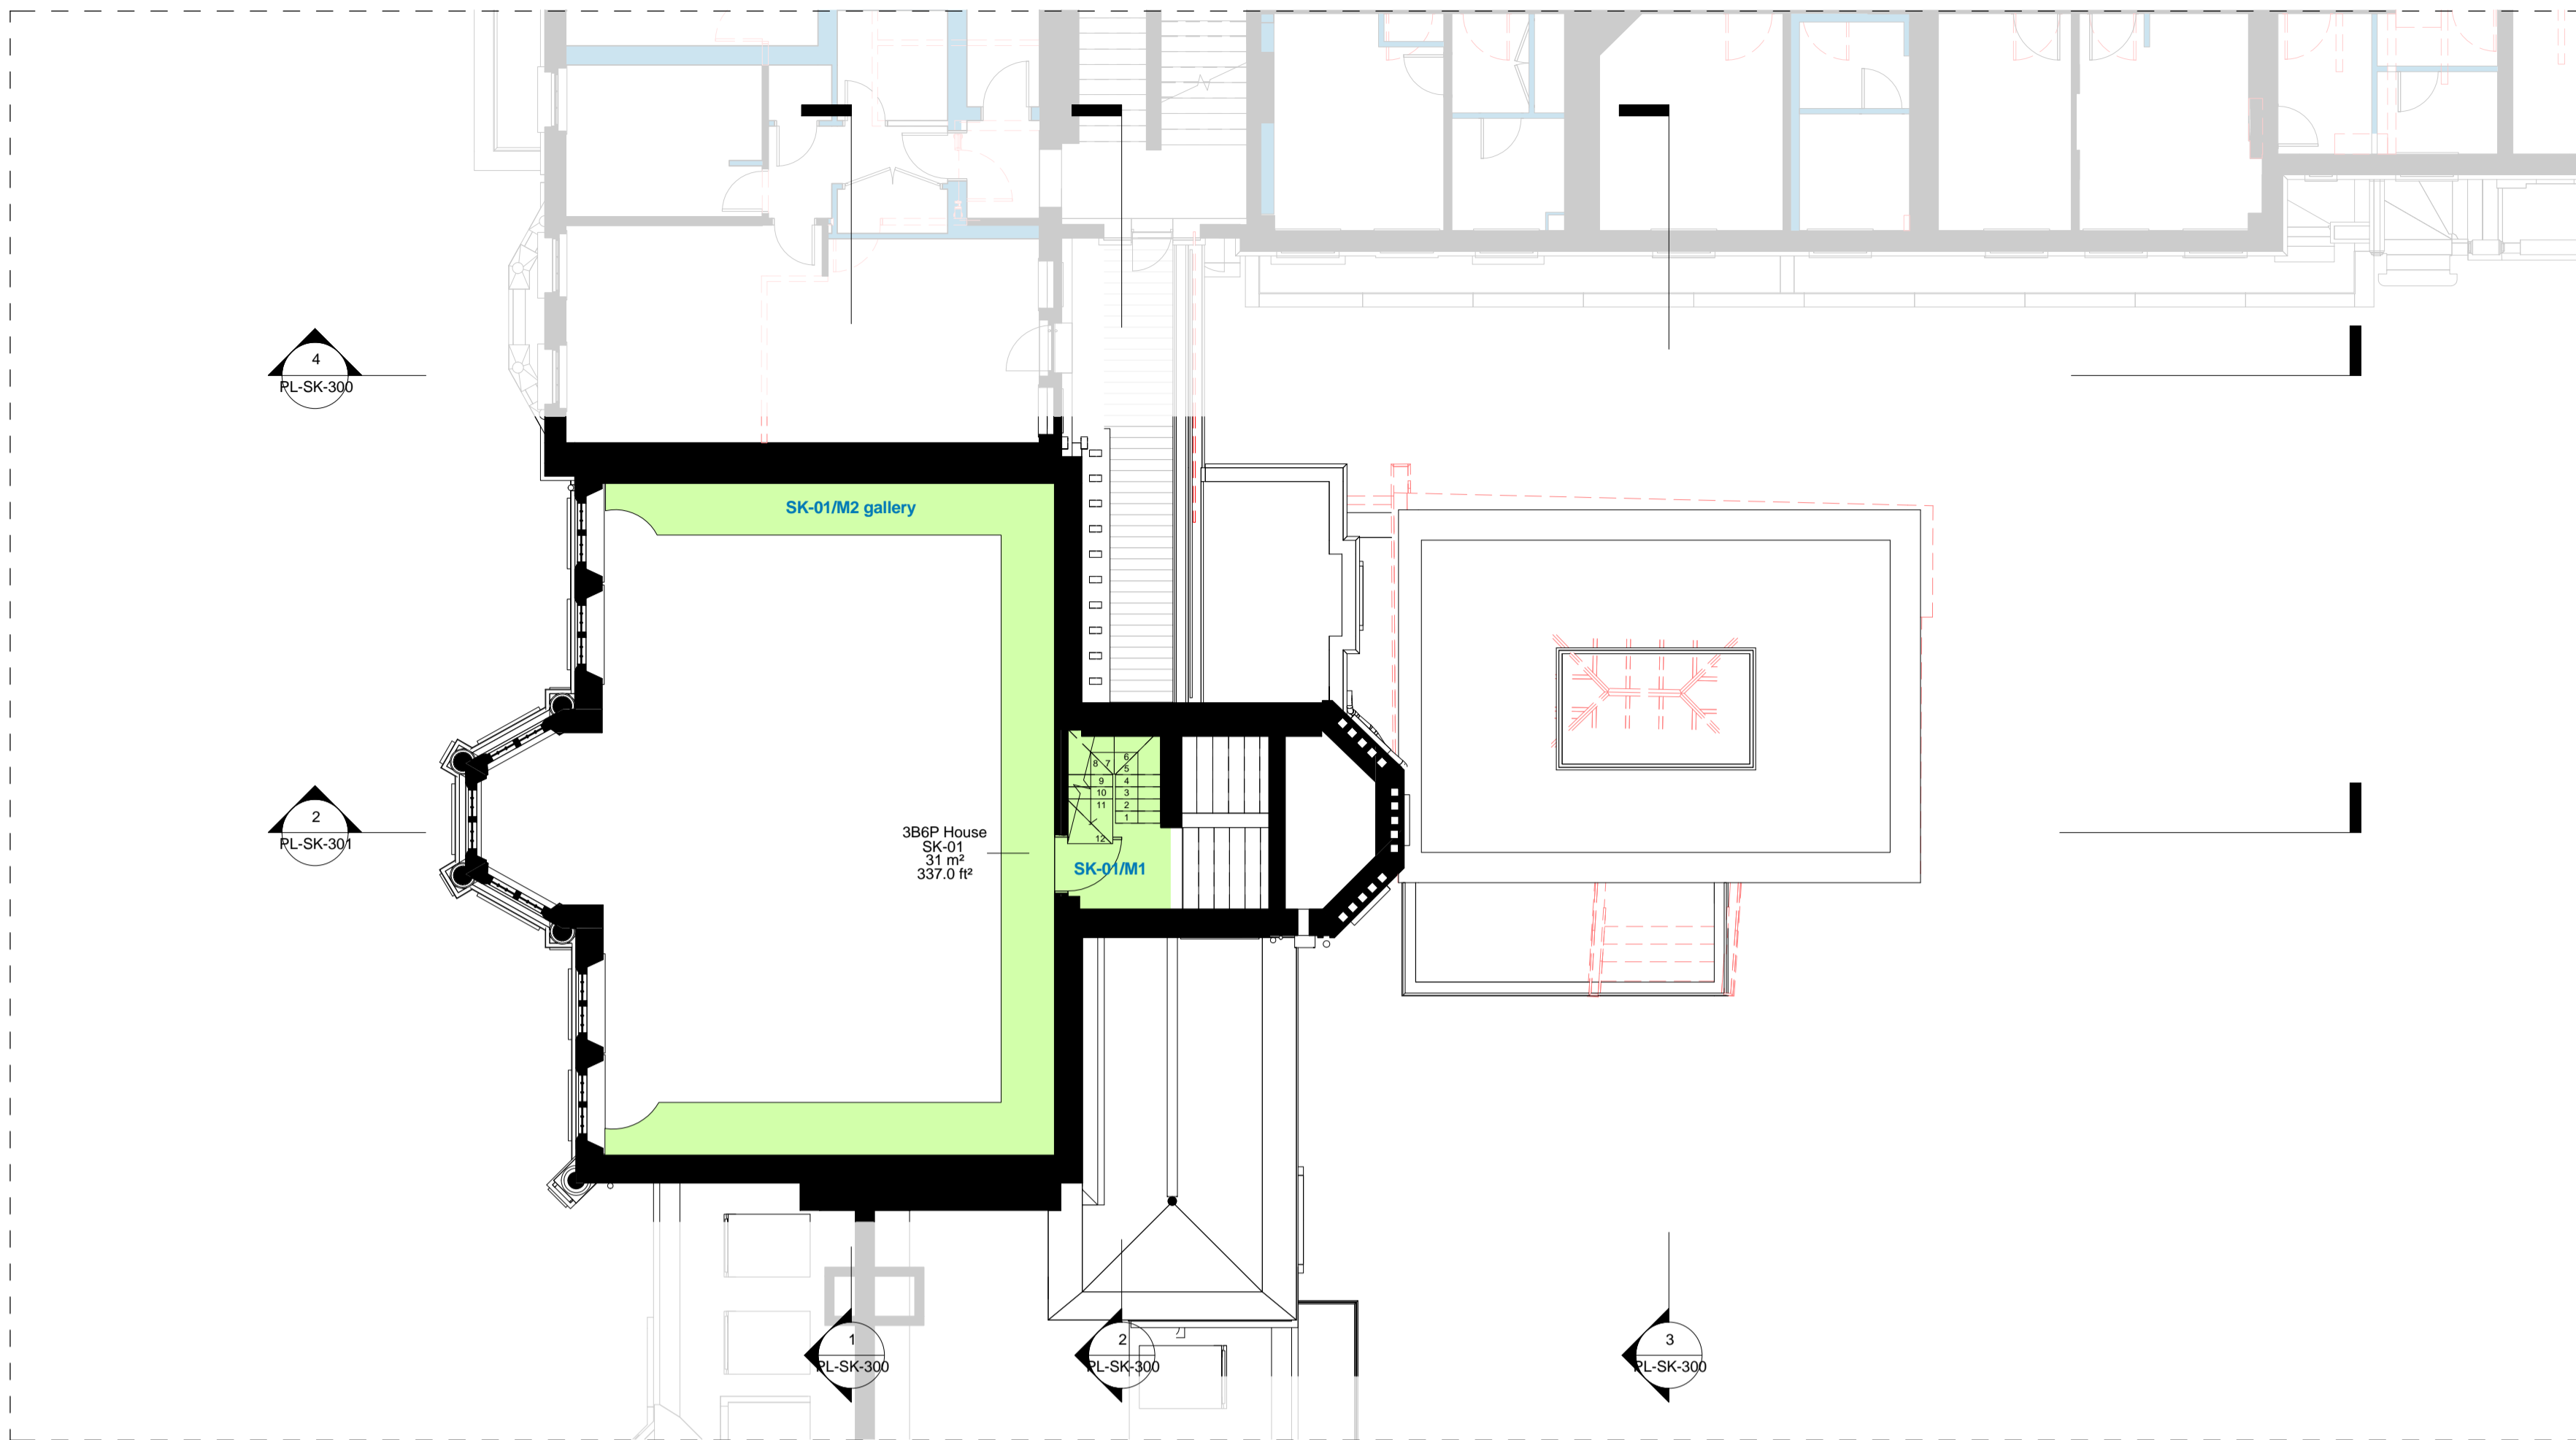 4
PL-SK-300
SK-01/M2 gallery
8 7 6
5
9 4
10 3
11 2
1
12
2
PL-SK-301
3B6P House
SK-01
31 m²
337.0 ft²
SK-01/M1
1
PL-SK-300
2
PL-SK-300
3
PL-SK-300